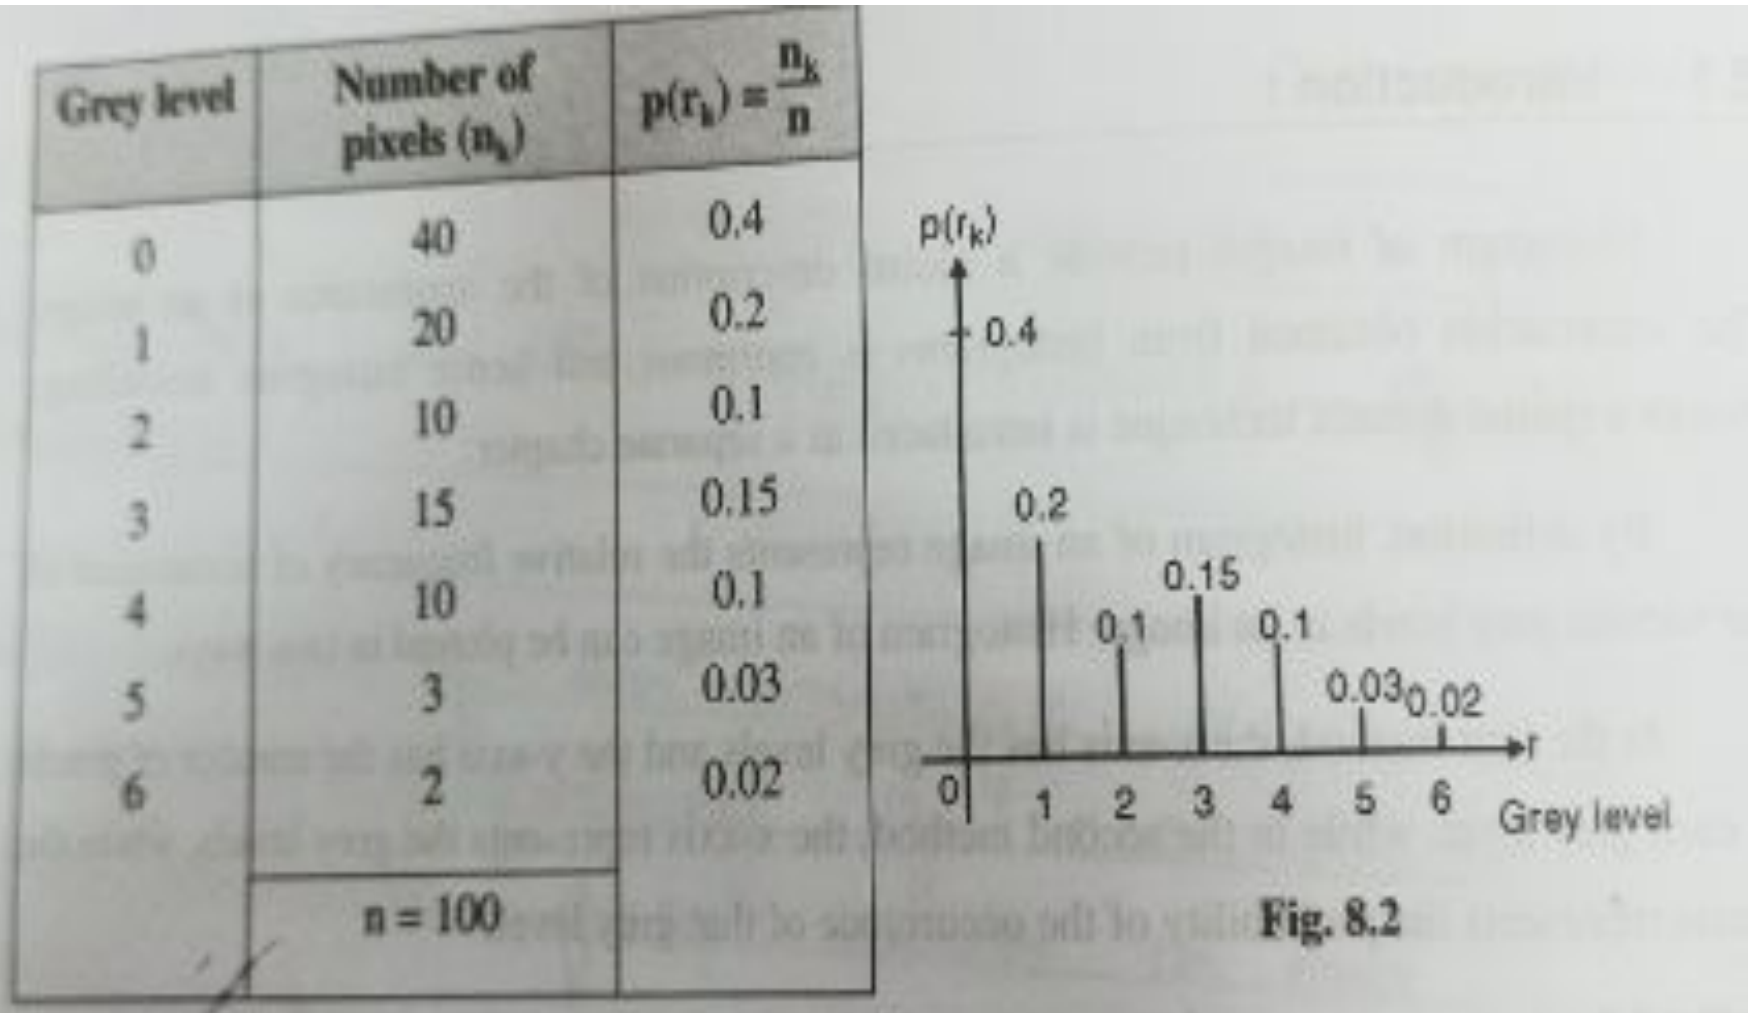 Grey level
Number of
pixels (nₖ)
p(rₖ) = nₖ/n
0 40 0.4
1 20 0.2
2 10 0.1
3 15 0.15
4 10 0.1
5 3 0.03
6 2 0.02
n = 100
p(rₖ)
0.4
0.2
0.15
0.1 0.1
0.03 0.02
r
0 1 2 3 4 5 6
Grey level
Fig. 8.2